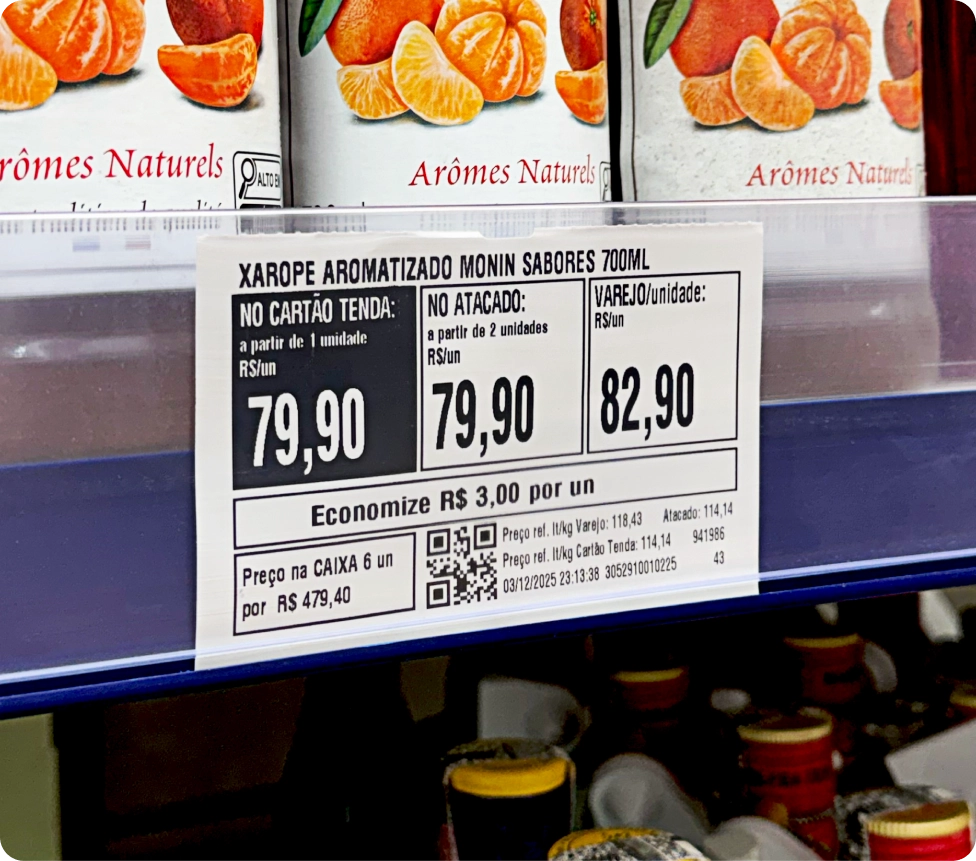 rômes Naturels
ALTO EM
Arômes Naturels
Arômes Naturels
XAROPE AROMATIZADO MONIN SABORES 700ML
NO CARTÃO TENDA:
a partir de 1 unidade
R$/un
79,90
NO ATACADO:
a partir de 2 unidades
R$/un
79,90
VAREJO/unidade:
R$/un
82,90
Economize R$ 3,00 por un
Preço na CAIXA 6 un
por R$ 479,40
Preço ref. lt/kg Varejo: 118,43 Atacado: 114,14
Preço ref. lt/kg Cartão Tenda: 114,14 941986
03/12/2025 23:13:38 3052910010225 43